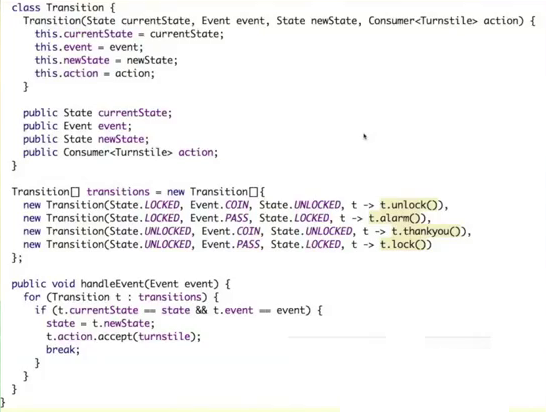 class Transition {
  Transition(State currentState, Event event, State newState, Consumer<Turnstile> action) {
    this.currentState = currentState;
    this.event = event;
    this.newState = newState;
    this.action = action;
  }

  public State currentState;
  public Event event;
  public State newState;
  public Consumer<Turnstile> action;
}

Transition[] transitions = new Transition[]{
  new Transition(State.LOCKED, Event.COIN, State.UNLOCKED, t -> t.unlock()),
  new Transition(State.LOCKED, Event.PASS, State.LOCKED, t -> t.alarm()),
  new Transition(State.UNLOCKED, Event.COIN, State.UNLOCKED, t -> t.thankyou()),
  new Transition(State.UNLOCKED, Event.PASS, State.LOCKED, t -> t.lock())
};

public void handleEvent(Event event) {
  for (Transition t : transitions) {
    if (t.currentState == state && t.event == event) {
      state = t.newState;
      t.action.accept(turnstile);
      break;
    }
  }
}
}